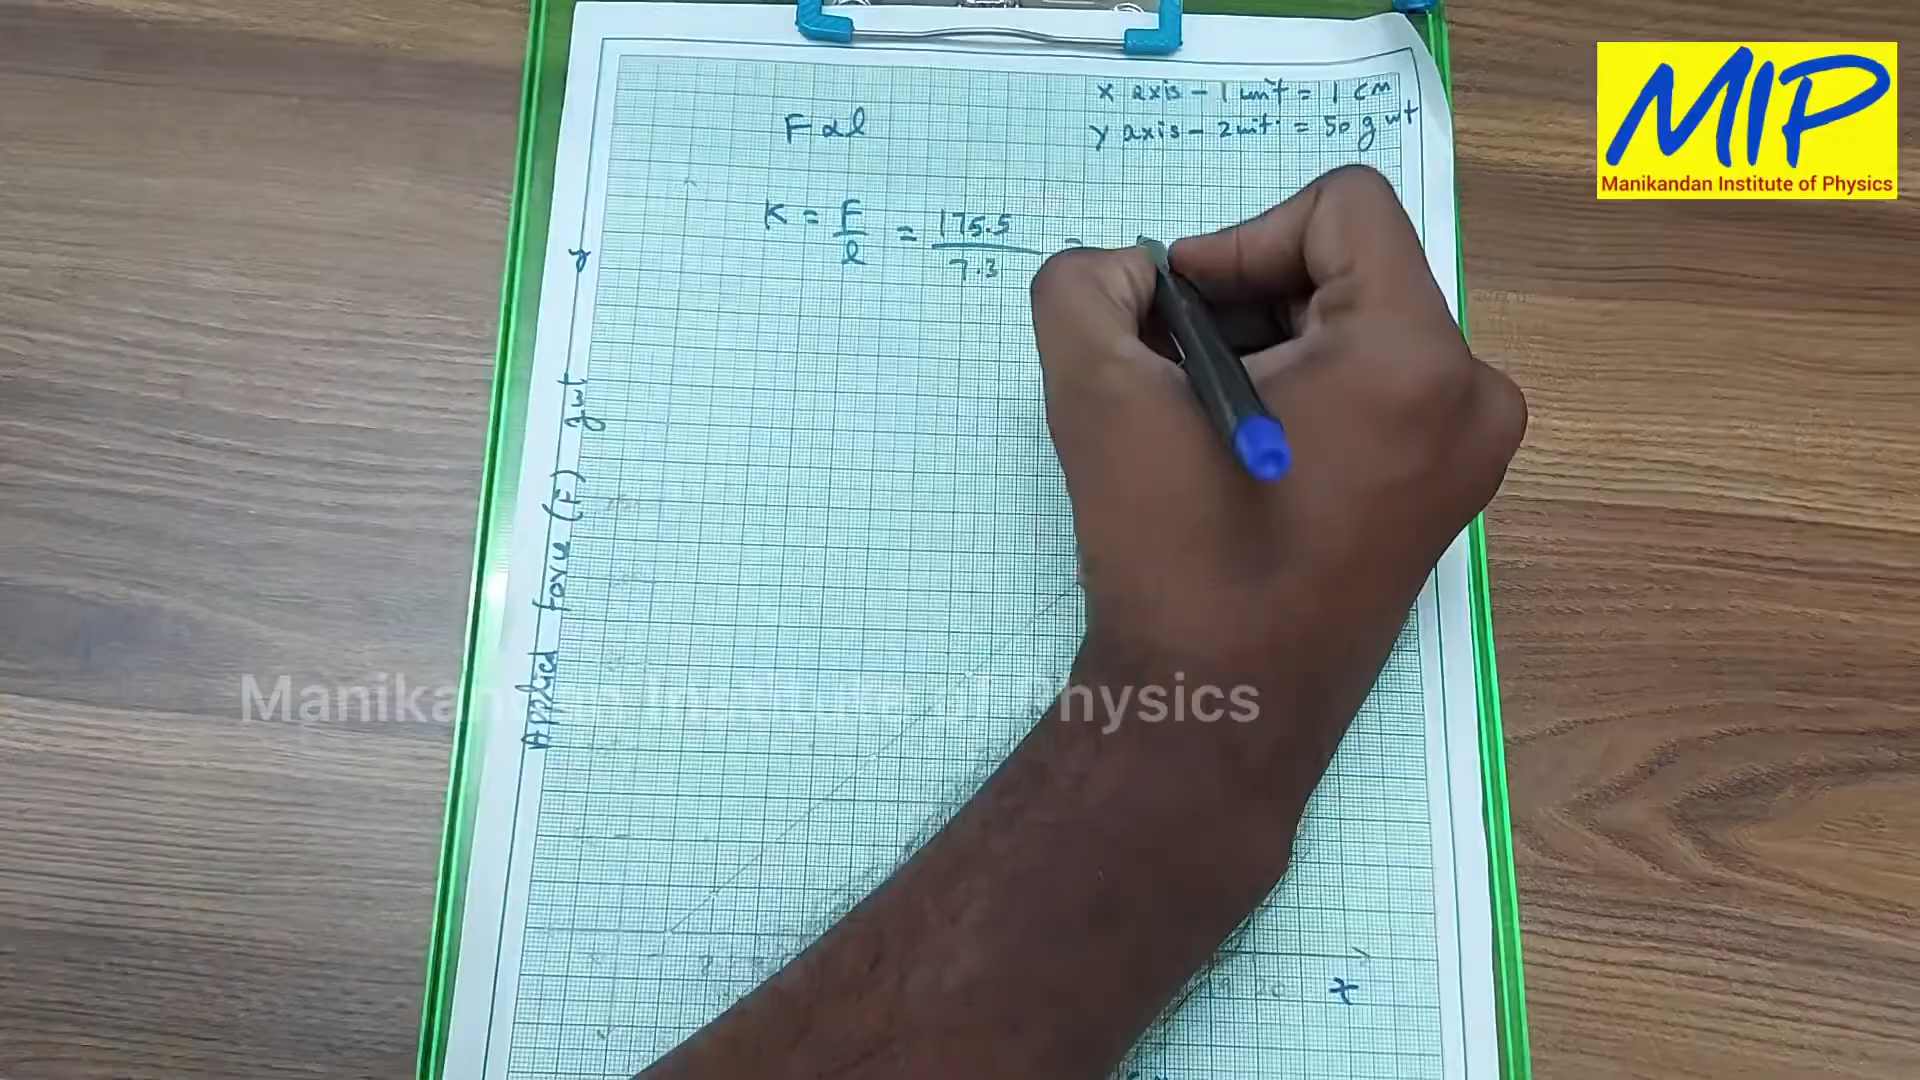 MIP
Manikandan Institute of Physics
x axis - 1 unit = 1 cm
y axis - 2 unit = 50 g wt
F α l
K = F/l = 175.5/7.3 =
y
Applied force (F) g wt
Manikandan Institute of Physics
x